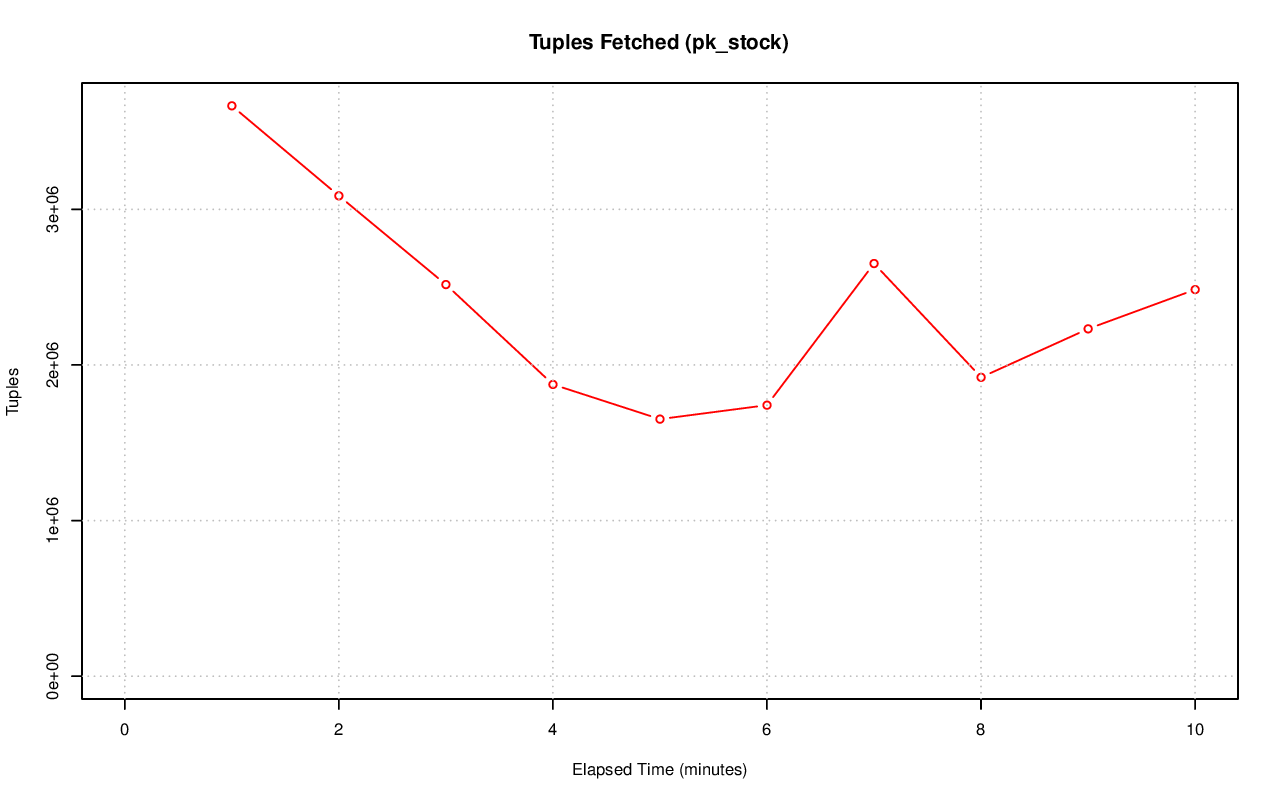 Tuples Fetched (pk_stock)
Tuples
3e+06
2e+06
1e+06
0e+00
0 2 4 6 8 10
Elapsed Time (minutes)